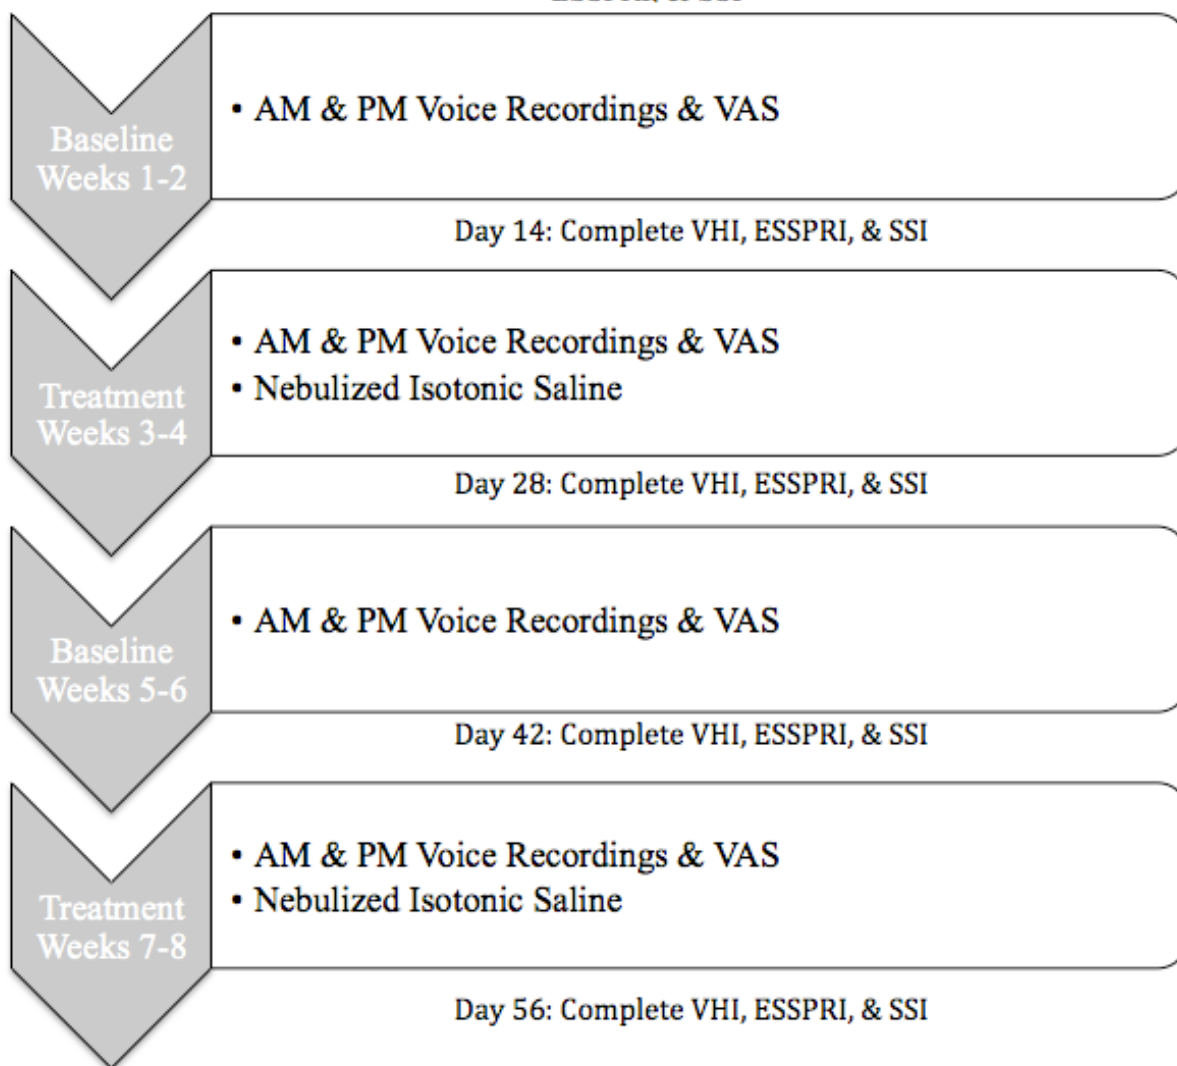 • AM & PM Voice Recordings & VAS
Baseline
Weeks 1-2
Day 14: Complete VHI, ESSPRI, & SSI
• AM & PM Voice Recordings & VAS
• Nebulized Isotonic Saline
Treatment
Weeks 3-4
Day 28: Complete VHI, ESSPRI, & SSI
• AM & PM Voice Recordings & VAS
Baseline
Weeks 5-6
Day 42: Complete VHI, ESSPRI, & SSI
• AM & PM Voice Recordings & VAS
• Nebulized Isotonic Saline
Treatment
Weeks 7-8
Day 56: Complete VHI, ESSPRI, & SSI